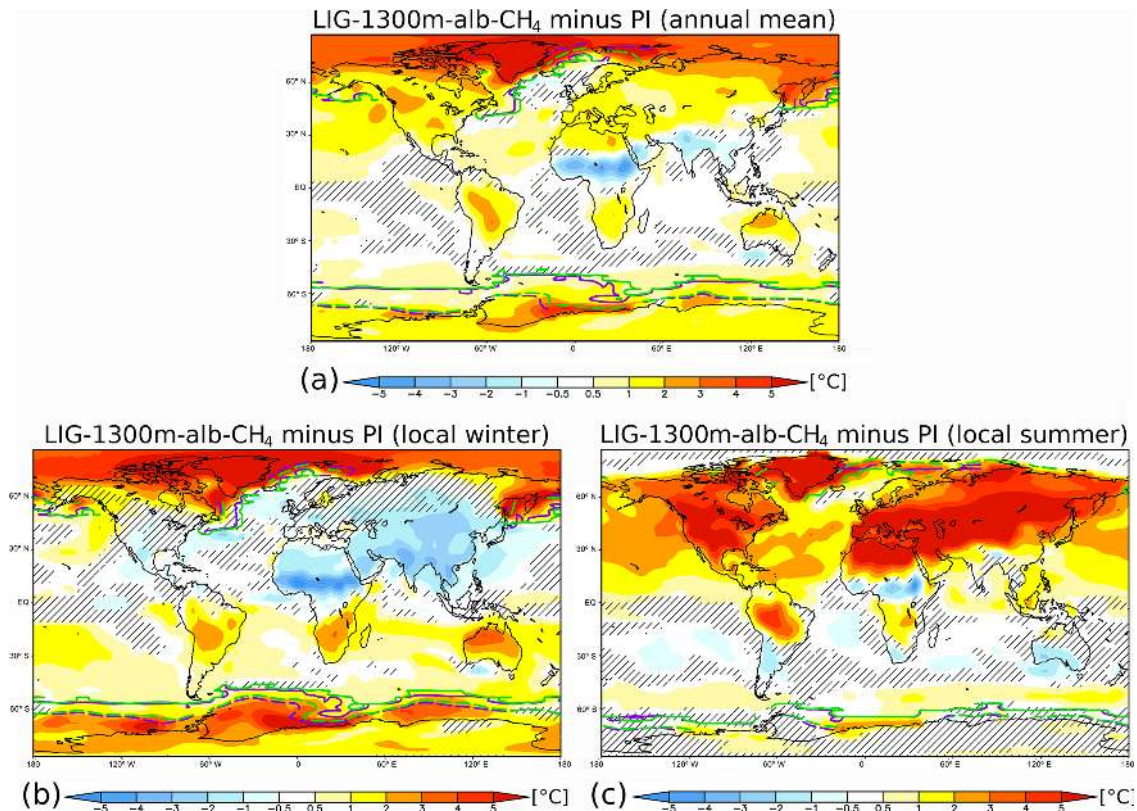 LIG-1300m-alb-CH₄ minus PI (annual mean)
60° N
30° N
EQ
30° S
60° S
180 120° W 60° W 0 60° E 120° E 180
(a) -5 -4 -3 -2 -1 -0.5 0.5 1 2 3 4 5 [°C]
LIG-1300m-alb-CH₄ minus PI (local winter)
60° N
30° N
EQ
30° S
60° S
180 120° W 60° W 0 60° E 120° E 180
(b) -5 -4 -3 -2 -1 -0.5 0.5 1 2 3 4 5 [°C]
LIG-1300m-alb-CH₄ minus PI (local summer)
60° N
30° N
EQ
30° S
60° S
180 120° W 60° W 0 60° E 120° E 180
(c) -5 -4 -3 -2 -1 -0.5 0.5 1 2 3 4 5 [°C]